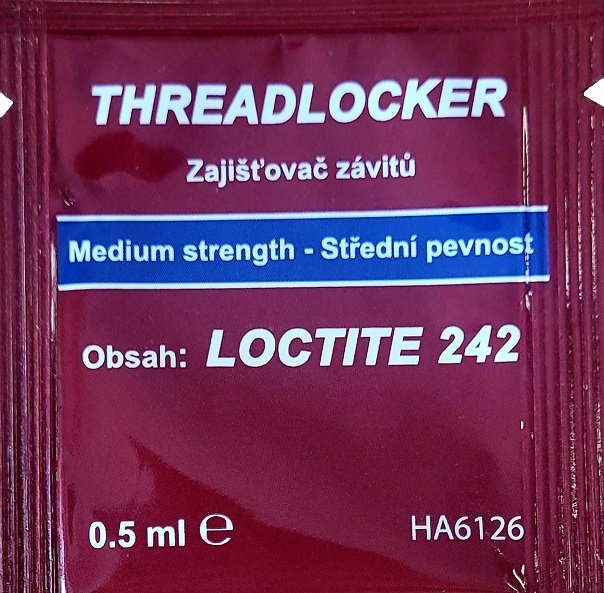 THREADLOCKER
Zajišťovač závitů
Medium strength - Střední pevnost
Obsah: LOCTITE 242
0.5 ml ℮ HA6126